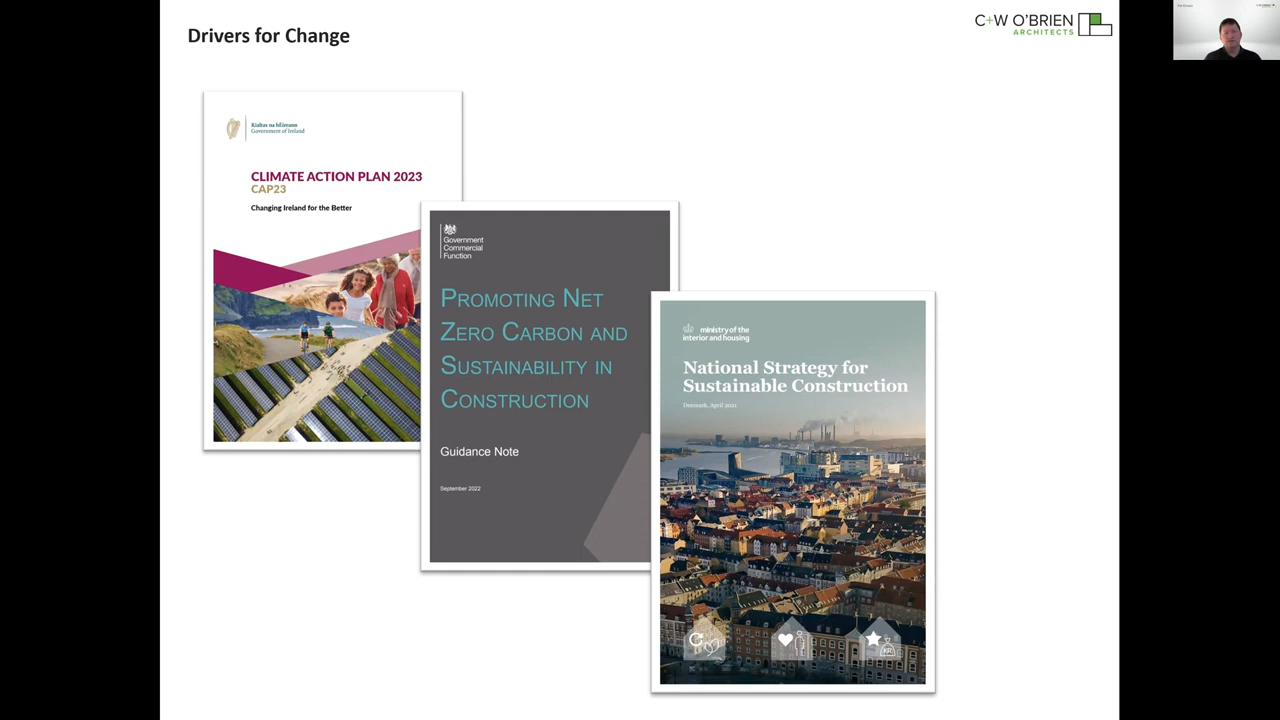 Drivers for Change
C+W O'BRIEN
ARCHITECTS
Rialtas na hÉireann
Government of Ireland
CLIMATE ACTION PLAN 2023
CAP23
Changing Ireland for the Better
Government
Commercial
Function
PROMOTING NET
ZERO CARBON AND
SUSTAINABILITY IN
CONSTRUCTION
Guidance Note
September 2022
ministry of the
interior and housing
National Strategy for
Sustainable Construction
Denmark, April 2021
KR